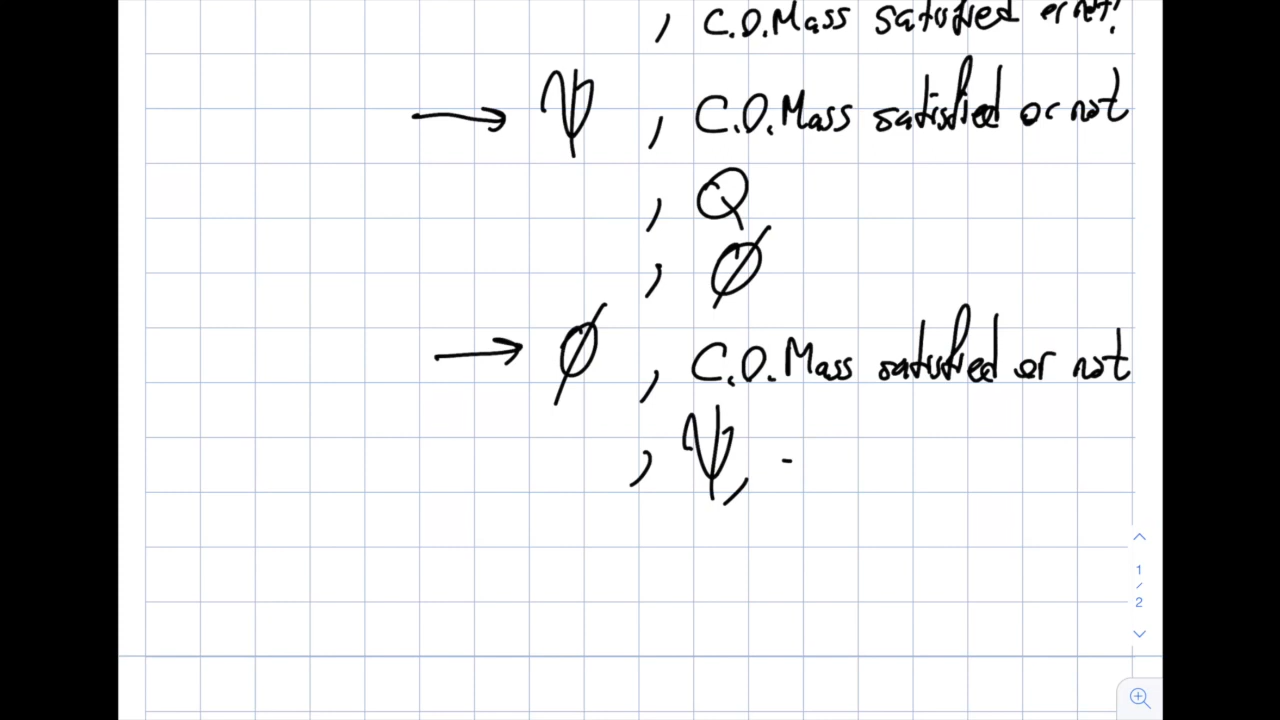 , C.O.Mass satisfied or not?
→ ψ , C.O.Mass satisfied or not
, Q
, ∅
→ ∅ , C.O.Mass satisfied or not
, ψ, -
1
/
2